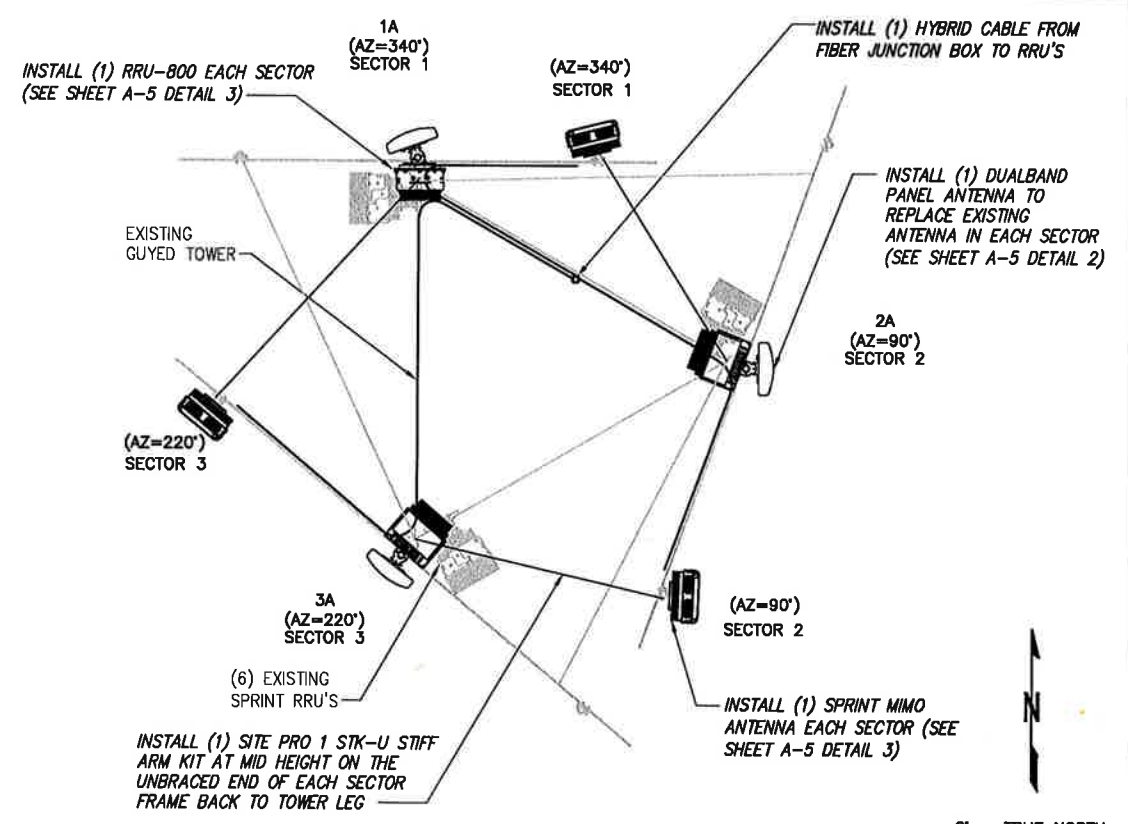 1A
(AZ=340°)
SECTOR 1
INSTALL (1) HYBRID CABLE FROM
FIBER JUNCTION BOX TO RRU'S
INSTALL (1) RRU-800 EACH SECTOR
(SEE SHEET A-5 DETAIL 3)
(AZ=340°)
SECTOR 1
INSTALL (1) DUALBAND
PANEL ANTENNA TO
REPLACE EXISTING
ANTENNA IN EACH SECTOR
(SEE SHEET A-5 DETAIL 2)
EXISTING
GUYED TOWER
2A
(AZ=90°)
SECTOR 2
(AZ=220°)
SECTOR 3
3A
(AZ=220°)
SECTOR 3
(AZ=90°)
SECTOR 2
(6) EXISTING
SPRINT RRU'S
INSTALL (1) SPRINT MIMO
ANTENNA EACH SECTOR (SEE
SHEET A-5 DETAIL 3)
N
INSTALL (1) SITE PRO 1 STK-U STIFF
ARM KIT AT MID HEIGHT ON THE
UNBRACED END OF EACH SECTOR
FRAME BACK TO TOWER LEG
TRUE NORTH